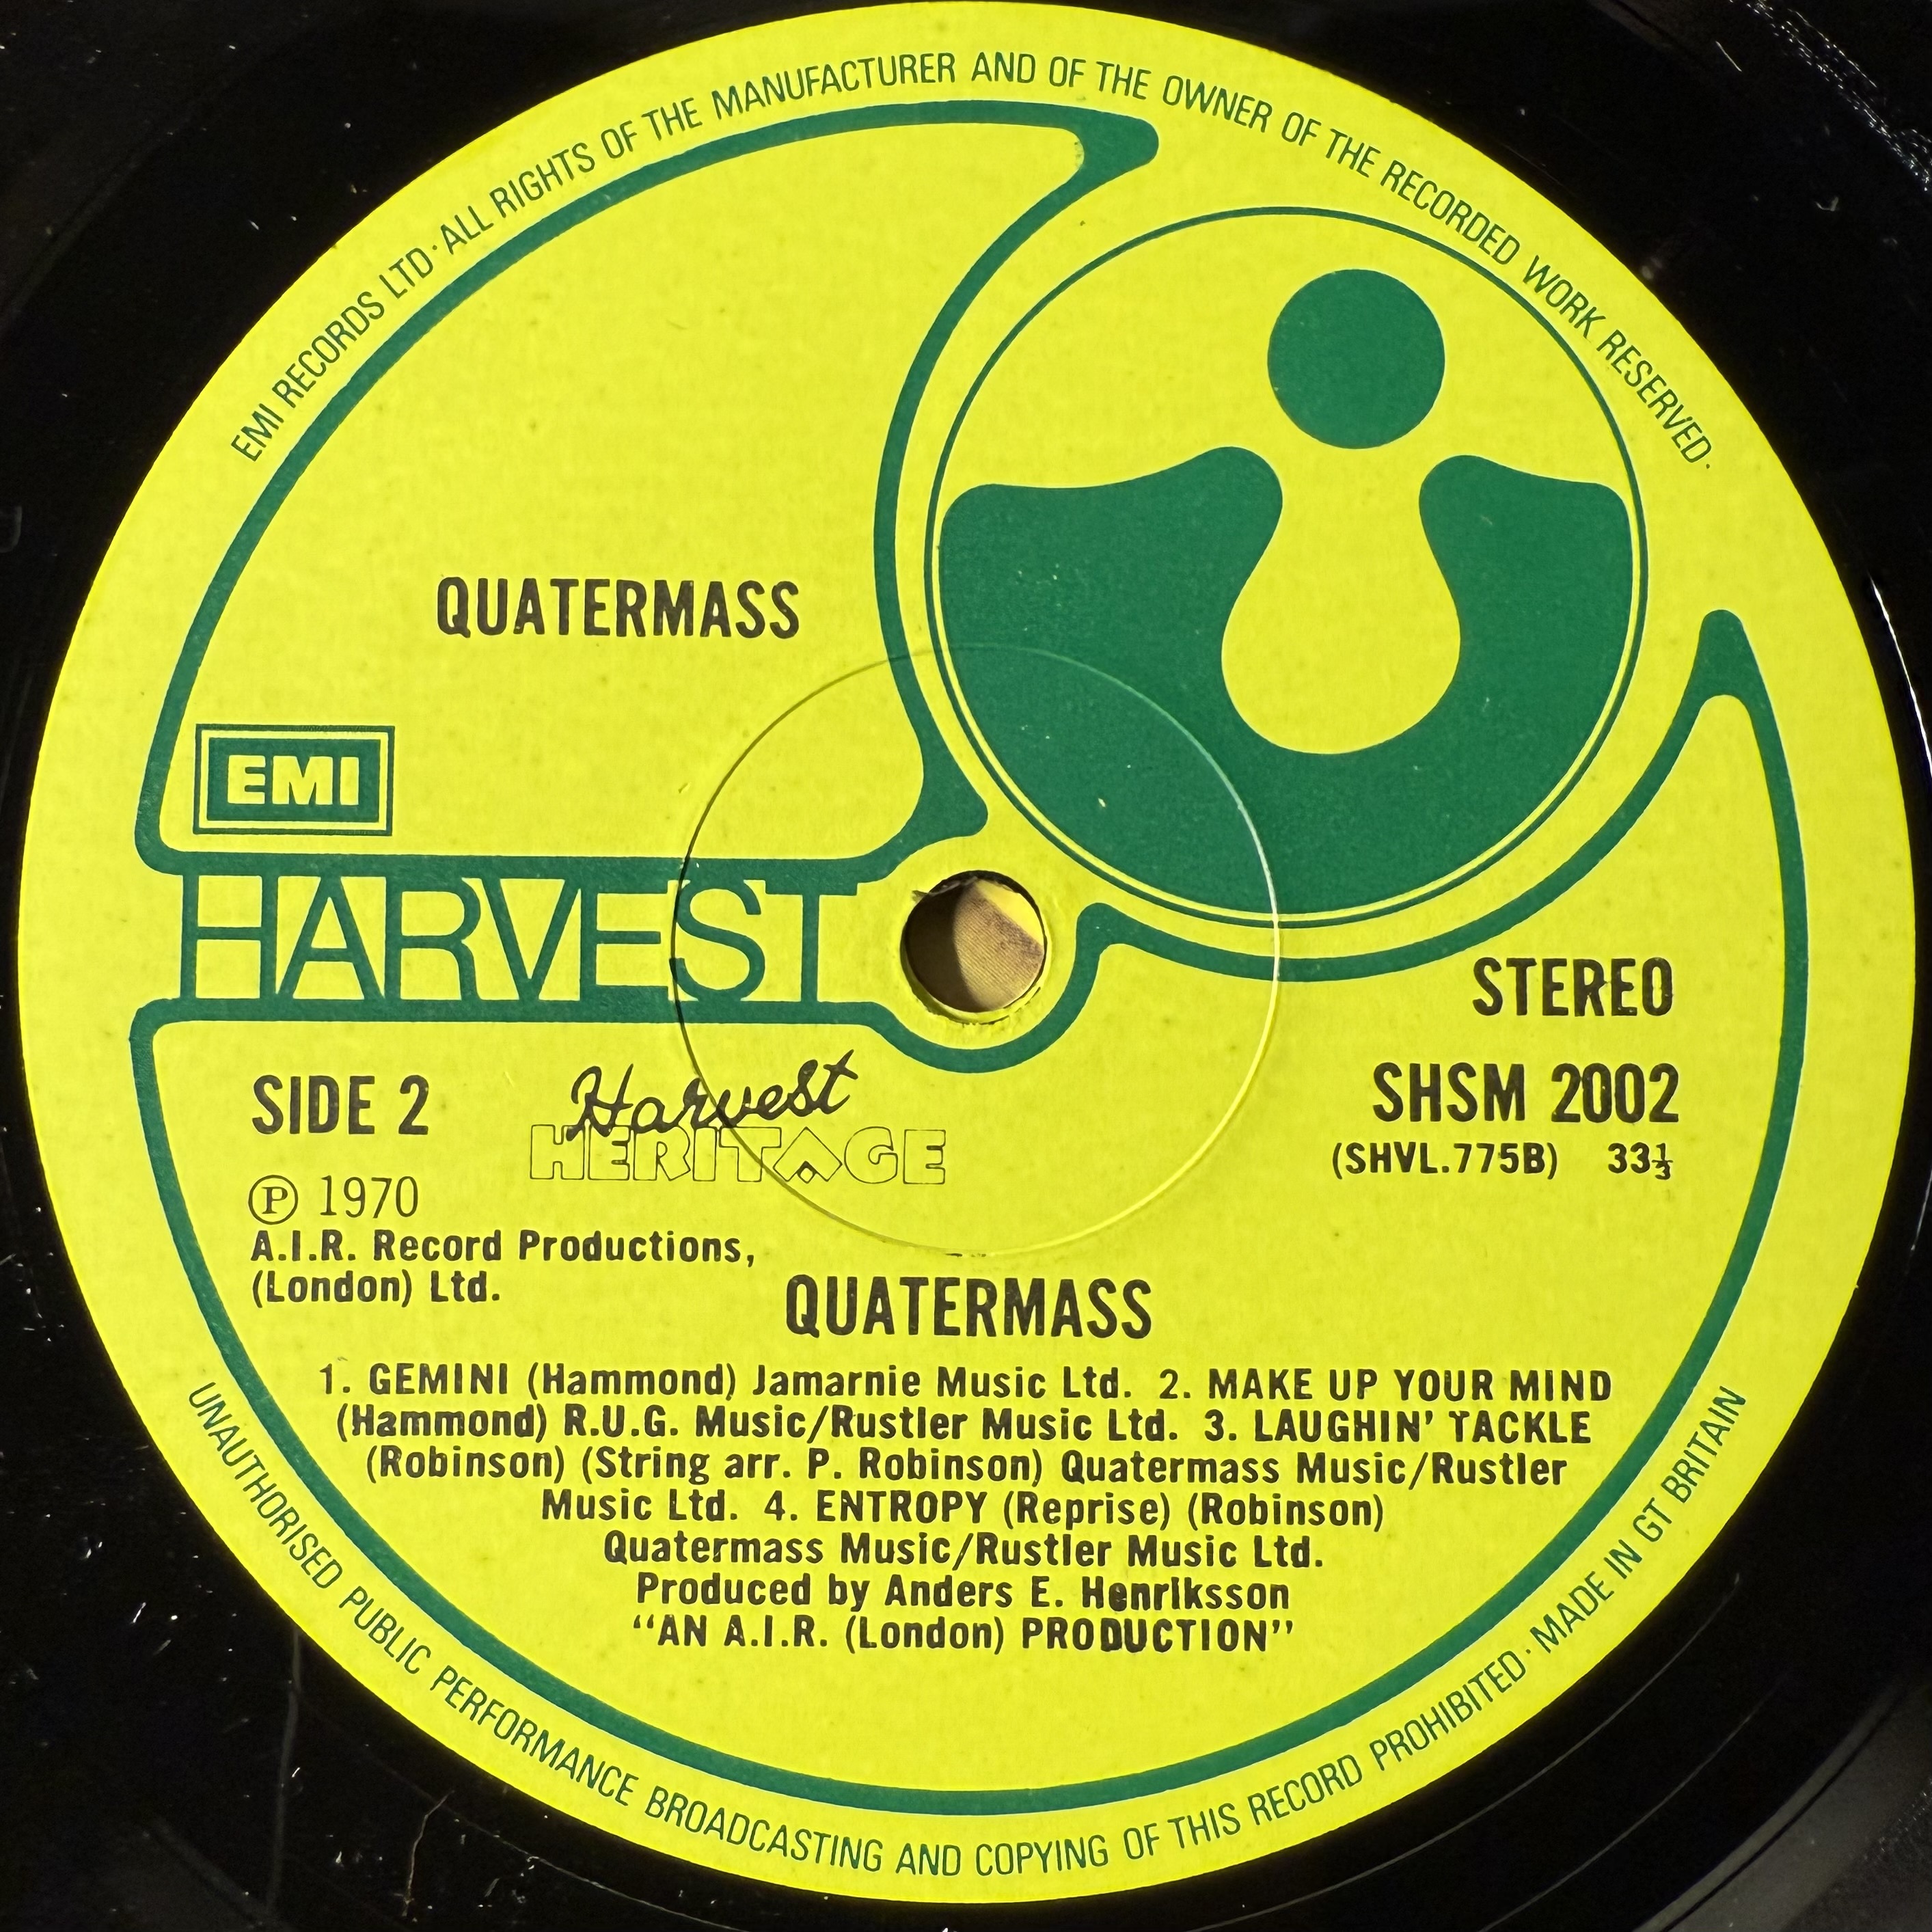 EMI RECORDS LTD · ALL RIGHTS OF THE MANUFACTURER AND OF THE OWNER OF THE RECORDED WORK RESERVED ·
QUATERMASS
EMI
HARVEST
STEREO
SIDE 2
Harvest
HERITAGE
SHSM 2002
(SHVL.775B) 33⅓
Ⓟ 1970
A.I.R. Record Productions,
(London) Ltd.
QUATERMASS
1. GEMINI (Hammond) Jamarnie Music Ltd. 2. MAKE UP YOUR MIND
(Hammond) R.U.G. Music/Rustler Music Ltd. 3. LAUGHIN' TACKLE
(Robinson) (String arr. P. Robinson) Quatermass Music/Rustler
Music Ltd. 4. ENTROPY (Reprise) (Robinson)
Quatermass Music/Rustler Music Ltd.
Produced by Anders E. Henriksson
“AN A.I.R. (London) PRODUCTION”
UNAUTHORISED PUBLIC PERFORMANCE BROADCASTING AND COPYING OF THIS RECORD PROHIBITED · MADE IN GT BRITAIN